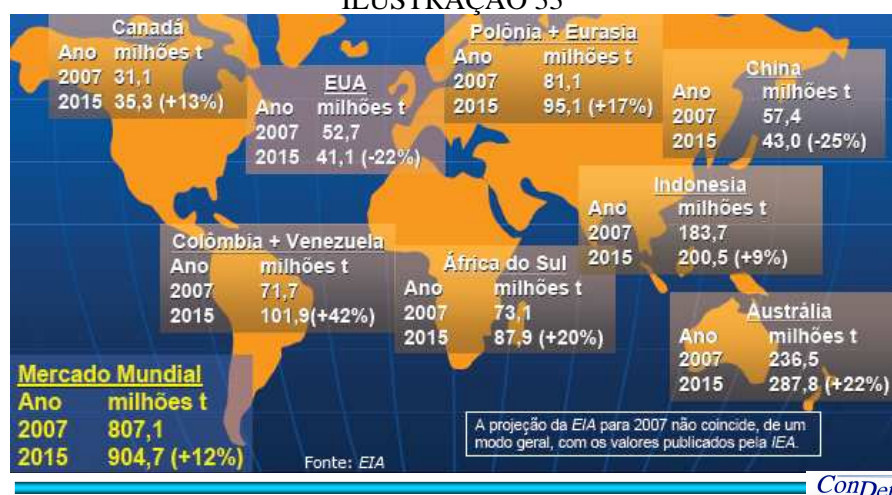 ILUSTRAÇÃO 55
Canadá
Ano milhões t
2007 31,1
2015 35,3 (+13%)
EUA
Ano milhões t
2007 52,7
2015 41,1 (-22%)
Polônia + Eurasia
Ano milhões t
2007 81,1
2015 95,1 (+17%)
China
Ano milhões t
2007 57,4
2015 43,0 (-25%)
Indonesia
Ano milhões t
2007 183,7
2015 200,5 (+9%)
Colômbia + Venezuela
Ano milhões t
2007 71,7
2015 101,9(+42%)
África do Sul
Ano milhões t
2007 73,1
2015 87,9 (+20%)
Austrália
Ano milhões t
2007 236,5
2015 287,8 (+22%)
Mercado Mundial
Ano milhões t
2007 807,1
2015 904,7 (+12%)
Fonte: EIA
A projeção da EIA para 2007 não coincide, de um
modo geral, com os valores publicados pela IEA.